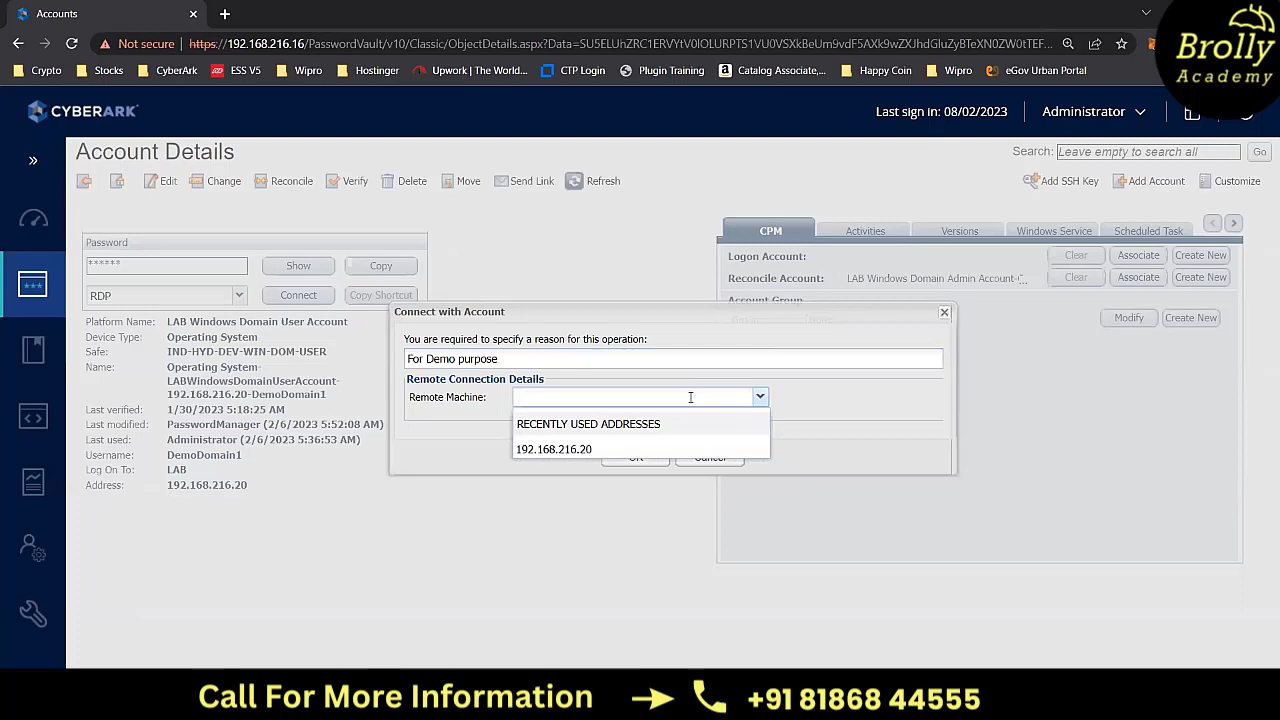 Accounts
Brolly
Academy
Not secure
https://192.168.216.16/PasswordVault/v10/Classic/ObjectDetails.aspx?Data=
Crypto Stocks CyberArk ESS V5 Wipro Hostinger Upwork | The World... CTP Login Plugin Training Catalog Associate,... Happy Coin Wipro eGov Urban Portal
CYBERARK
Last sign in: 08/02/2023 Administrator
Account Details
Search: Leave empty to search all Go
Edit Change Reconcile Verify Delete Move Send Link Refresh
Add SSH Key Add Account Customize
Password
****** Show Copy
RDP Connect Copy Shortcut
Platform Name: LAB Windows Domain User Account
Device Type: Operating System
Safe: IND-HYD-DEV-WIN-DOM-USER
Name: Operating System-
LABWindowsDomainUserAccount-
192.168.216.20-DemoDomain1
Last verified: 1/30/2023 5:18:25 AM
Last modified: PasswordManager (2/6/2023 5:52:08 AM)
Last used: Administrator (2/6/2023 5:36:53 AM)
Username: DemoDomain1
Log On To: LAB
Address: 192.168.216.20
CPM Activities Versions Windows Service Scheduled Task
Logon Account: Clear Associate Create New
Reconcile Account: LAB Windows Domain Admin Account-(... Clear Associate Create New
Account Group
Modify Create New
Connect with Account
You are required to specify a reason for this operation:
For Demo purpose
Remote Connection Details
Remote Machine:
RECENTLY USED ADDRESSES
192.168.216.20
OK Cancel
Call For More Information +91 81868 44555